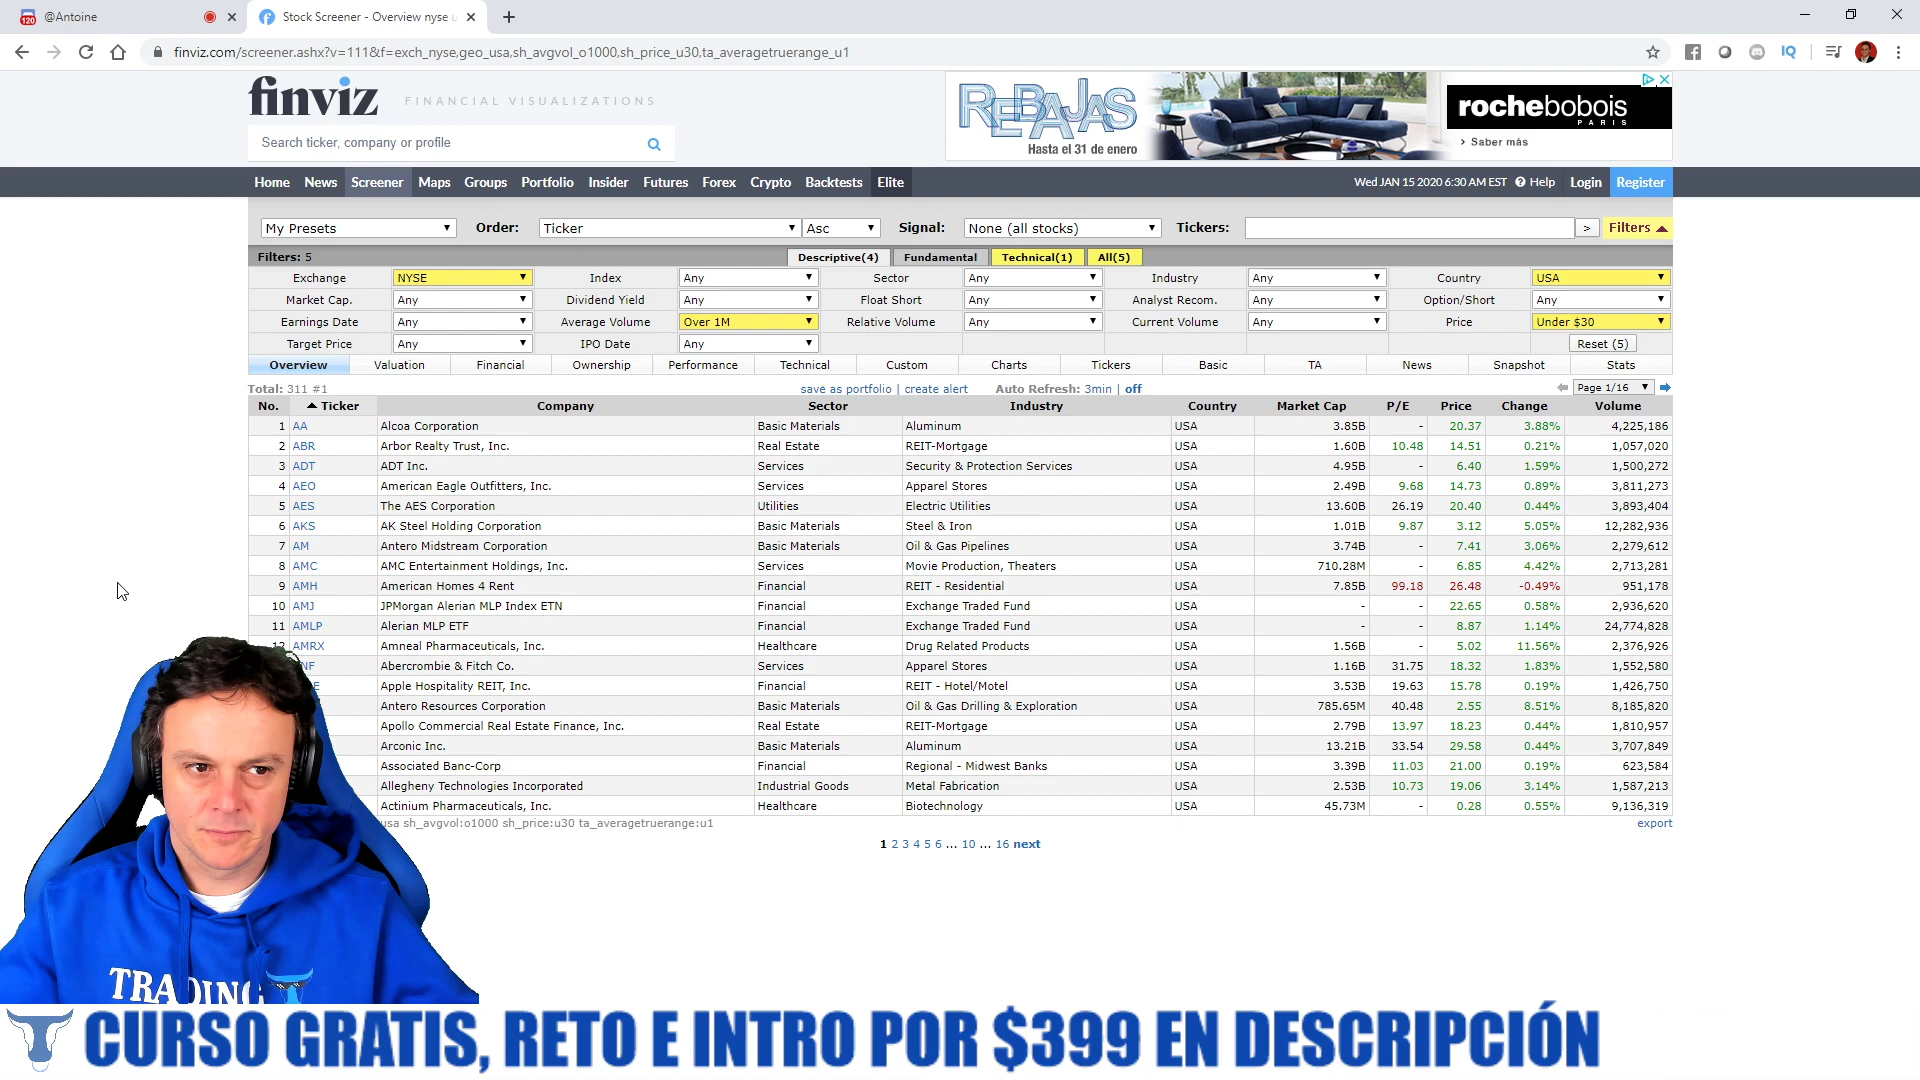 @Antoine
Stock Screener - Overview nyse u
finviz.com/screener.ashx?v=111&f=exch_nyse,geo_usa,sh_avgvol_o1000,sh_price_u30,ta_averagetruerange_u1
finviz FINANCIAL VISUALIZATIONS
REBAJAS
Hasta el 31 de enero
rochebobois
PARIS
> Saber más
Search ticker, company or profile
Home News Screener Maps Groups Portfolio Insider Futures Forex Crypto Backtests Elite
Wed JAN 15 2020 6:30 AM EST Help Login Register
My Presets Order: Ticker Asc Signal: None (all stocks) Tickers: > Filters
Filters: 5 Descriptive(4) Fundamental Technical(1) All(5)
Exchange NYSE Index Any Sector Any Industry Any Country USA
Market Cap. Any Dividend Yield Any Float Short Any Analyst Recom. Any Option/Short Any
Earnings Date Any Average Volume Over 1M Relative Volume Any Current Volume Any Price Under $30
Target Price Any IPO Date Any Reset (5)
Overview Valuation Financial Ownership Performance Technical Custom Charts Tickers Basic TA News Snapshot Stats
Total: 311 #1 save as portfolio | create alert Auto Refresh: 3min | off Page 1/16
No. Ticker Company Sector Industry Country Market Cap P/E Price Change Volume
1 AA Alcoa Corporation Basic Materials Aluminum USA 3.85B - 20.37 3.88% 4,225,186
2 ABR Arbor Realty Trust, Inc. Real Estate REIT-Mortgage USA 1.60B 10.48 14.51 0.21% 1,057,020
3 ADT ADT Inc. Services Security & Protection Services USA 4.95B - 6.40 1.59% 1,500,272
4 AEO American Eagle Outfitters, Inc. Services Apparel Stores USA 2.49B 9.68 14.73 0.89% 3,811,273
5 AES The AES Corporation Utilities Electric Utilities USA 13.60B 26.19 20.40 0.44% 3,893,404
6 AKS AK Steel Holding Corporation Basic Materials Steel & Iron USA 1.01B 9.87 3.12 5.05% 12,282,936
7 AM Antero Midstream Corporation Basic Materials Oil & Gas Pipelines USA 3.74B - 7.41 3.06% 2,279,612
8 AMC AMC Entertainment Holdings, Inc. Services Movie Production, Theaters USA 710.28M - 6.85 4.42% 2,713,281
9 AMH American Homes 4 Rent Financial REIT - Residential USA 7.85B 99.18 26.48 -0.49% 951,178
10 AMJ JPMorgan Alerian MLP Index ETN Financial Exchange Traded Fund USA - - 22.65 0.58% 2,936,620
11 AMLP Alerian MLP ETF Financial Exchange Traded Fund USA - - 8.87 1.14% 24,774,828
12 AMRX Amneal Pharmaceuticals, Inc. Healthcare Drug Related Products USA 1.56B - 5.02 11.56% 2,376,926
NF Abercrombie & Fitch Co. Services Apparel Stores USA 1.16B 31.75 18.32 1.83% 1,552,580
E Apple Hospitality REIT, Inc. Financial REIT - Hotel/Motel USA 3.53B 19.63 15.78 0.19% 1,426,750
Antero Resources Corporation Basic Materials Oil & Gas Drilling & Exploration USA 785.65M 40.48 2.55 8.51% 8,185,820
Apollo Commercial Real Estate Finance, Inc. Real Estate REIT-Mortgage USA 2.79B 13.97 18.23 0.44% 1,810,957
Arconic Inc. Basic Materials Aluminum USA 13.21B 33.54 29.58 0.44% 3,707,849
Associated Banc-Corp Financial Regional - Midwest Banks USA 3.39B 11.03 21.00 0.19% 623,584
Allegheny Technologies Incorporated Industrial Goods Metal Fabrication USA 2.53B 10.73 19.06 3.14% 1,587,213
Actinium Pharmaceuticals, Inc. Healthcare Biotechnology USA 45.73M - 0.28 0.55% 9,136,319
usa sh_avgvol:o1000 sh_price:u30 ta_averagetruerange:u1 export
1 2 3 4 5 6 ... 10 ... 16 next
TRADING
CURSO GRATIS, RETO E INTRO POR $399 EN DESCRIPCIÓN